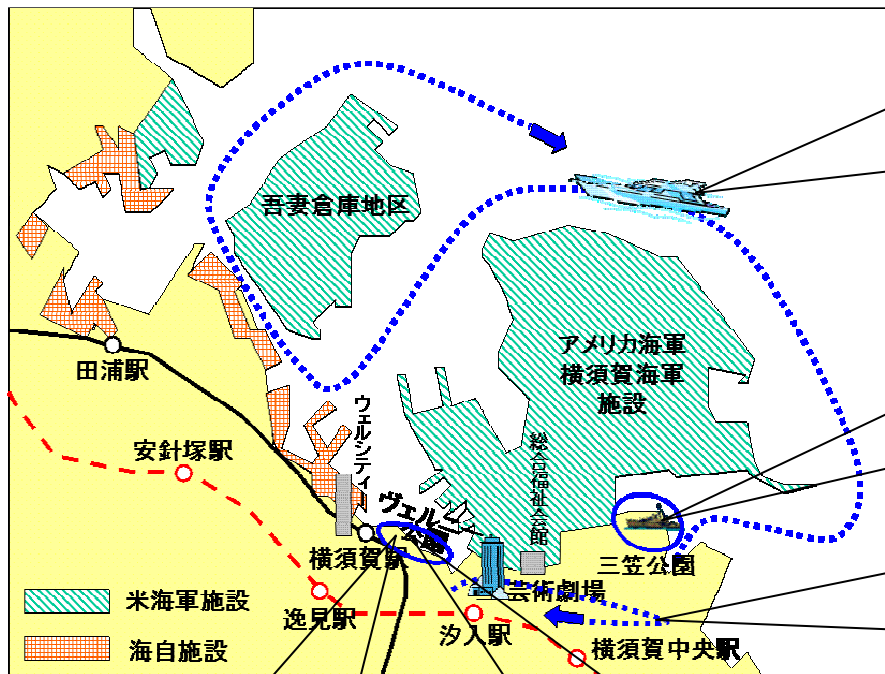 吾妻倉庫地区
アメリカ海軍
横須賀海軍
施設
田浦駅
ウェルシティー
総合福祉会館
安針塚駅
ヴェルニー
公園
横須賀駅
三笠公園
芸術劇場
米海軍施設
逸見駅
汐入駅
海自施設
横須賀中央駅